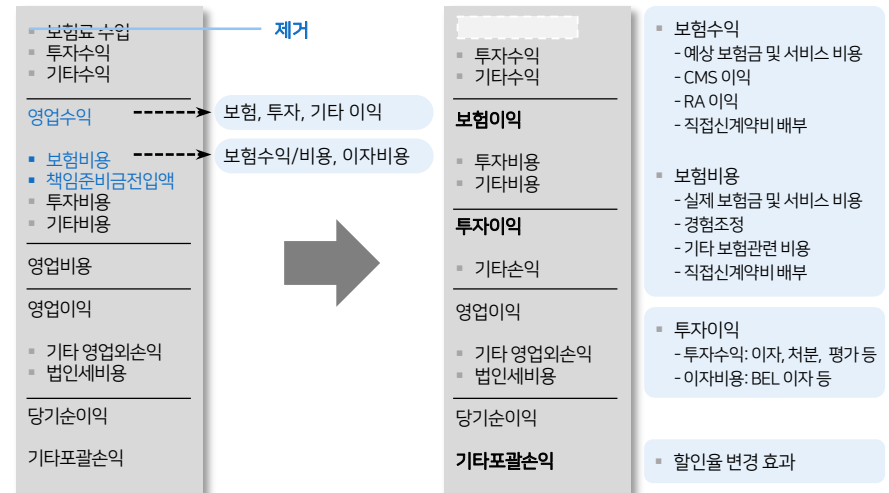 보험료 수입
제거
투자수익
기타수익
영업수익
보험, 투자, 기타 이익
보험비용
보험수익/비용, 이자비용
책임준비금전입액
투자비용
기타비용
영업비용
영업이익
기타 영업외손익
법인세비용
당기순이익
기타포괄손익
투자수익
기타수익
보험이익
투자비용
기타비용
투자이익
기타손익
영업이익
기타 영업외손익
법인세비용
당기순이익
기타포괄손익
보험수익
- 예상 보험금 및 서비스 비용
- CMS 이익
- RA 이익
- 직접신계약비 배부
보험비용
- 실제 보험금 및 서비스 비용
- 경험조정
- 기타 보험관련 비용
- 직접신계약비 배부
투자이익
- 투자수익: 이자, 처분, 평가 등
- 이자비용: BEL 이자 등
할인율 변경 효과